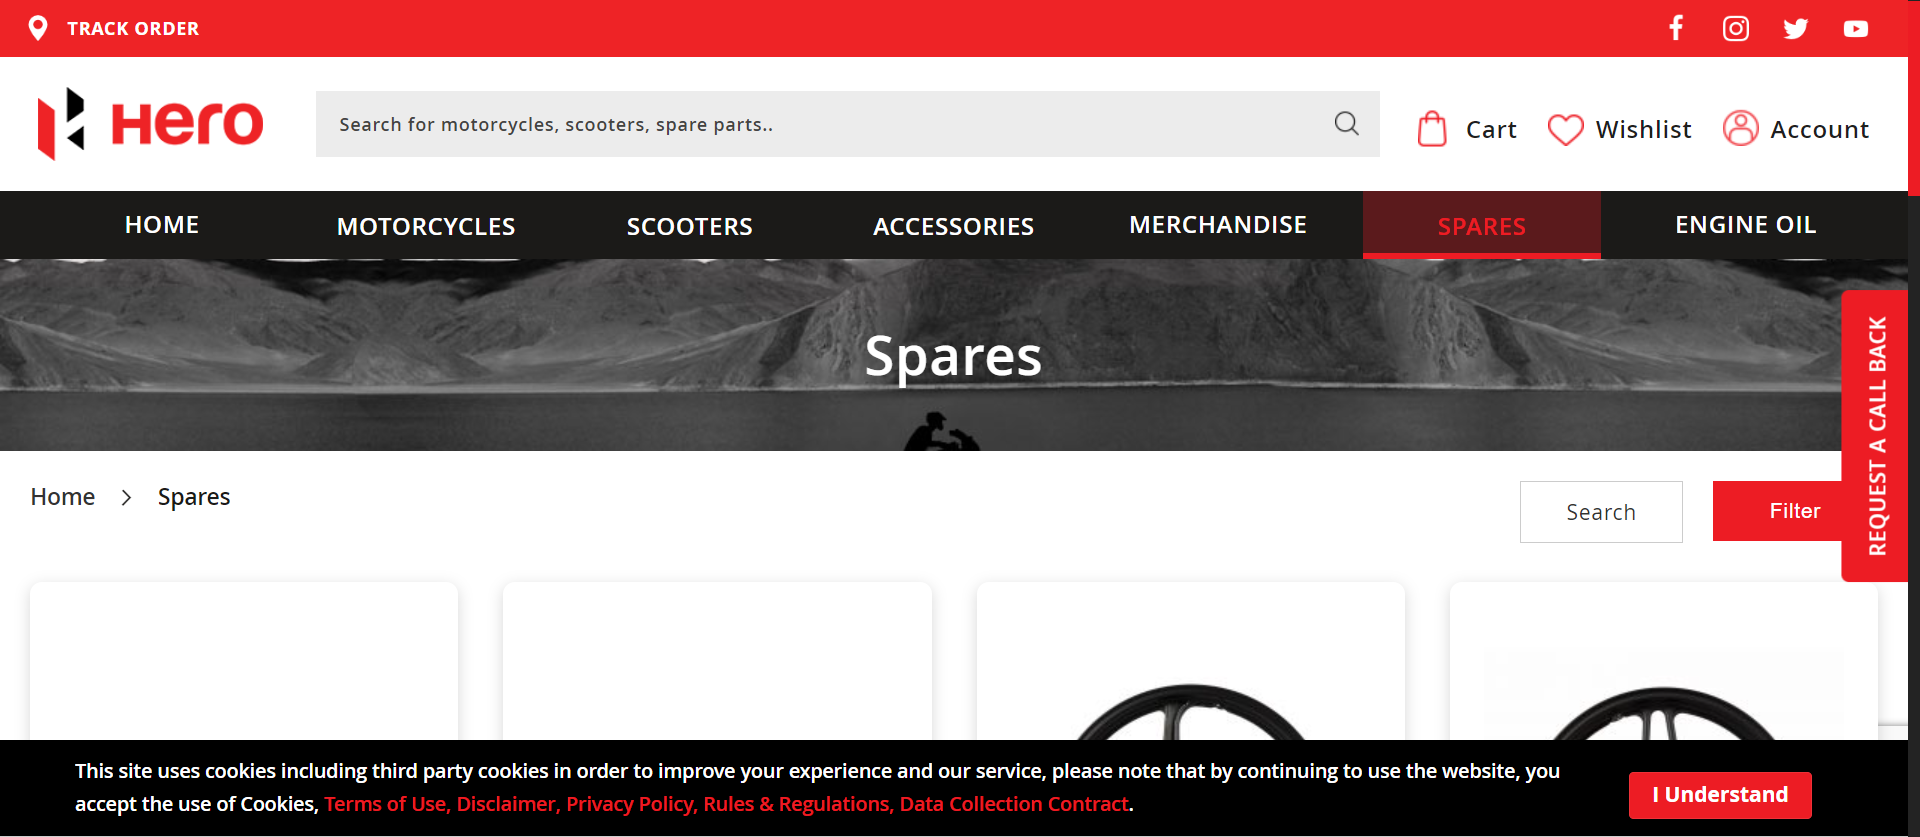 TRACK ORDER
Hero
Search for motorcycles, scooters, spare parts..
Cart
Wishlist
Account
HOME
MOTORCYCLES
SCOOTERS
ACCESSORIES
MERCHANDISE
SPARES
ENGINE OIL
Spares
REQUEST A CALL BACK
Home > Spares
Search
Filter
This site uses cookies including third party cookies in order to improve your experience and our service, please note that by continuing to use the website, you
accept the use of Cookies, Terms of Use, Disclaimer, Privacy Policy, Rules & Regulations, Data Collection Contract.
I Understand